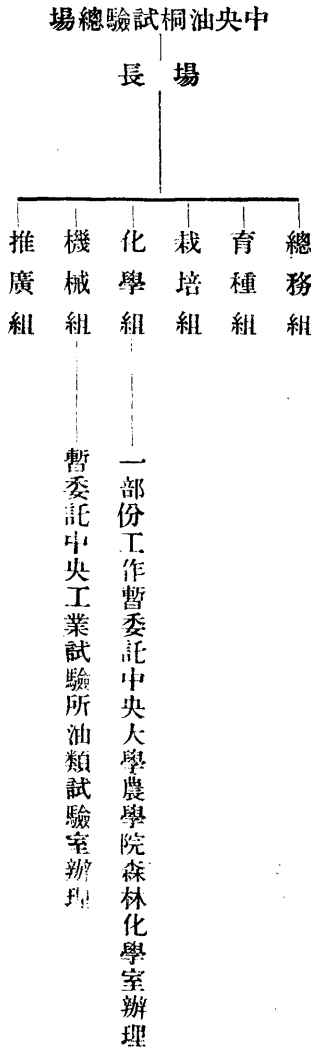 中央油桐試驗總場
場長
總務組
育種組
栽培組
化學組
一部份工作暫委託中央大學農學院森林化學室辦理
機械組
暫委託中央工業試驗所油類試驗室辦理
推廣組